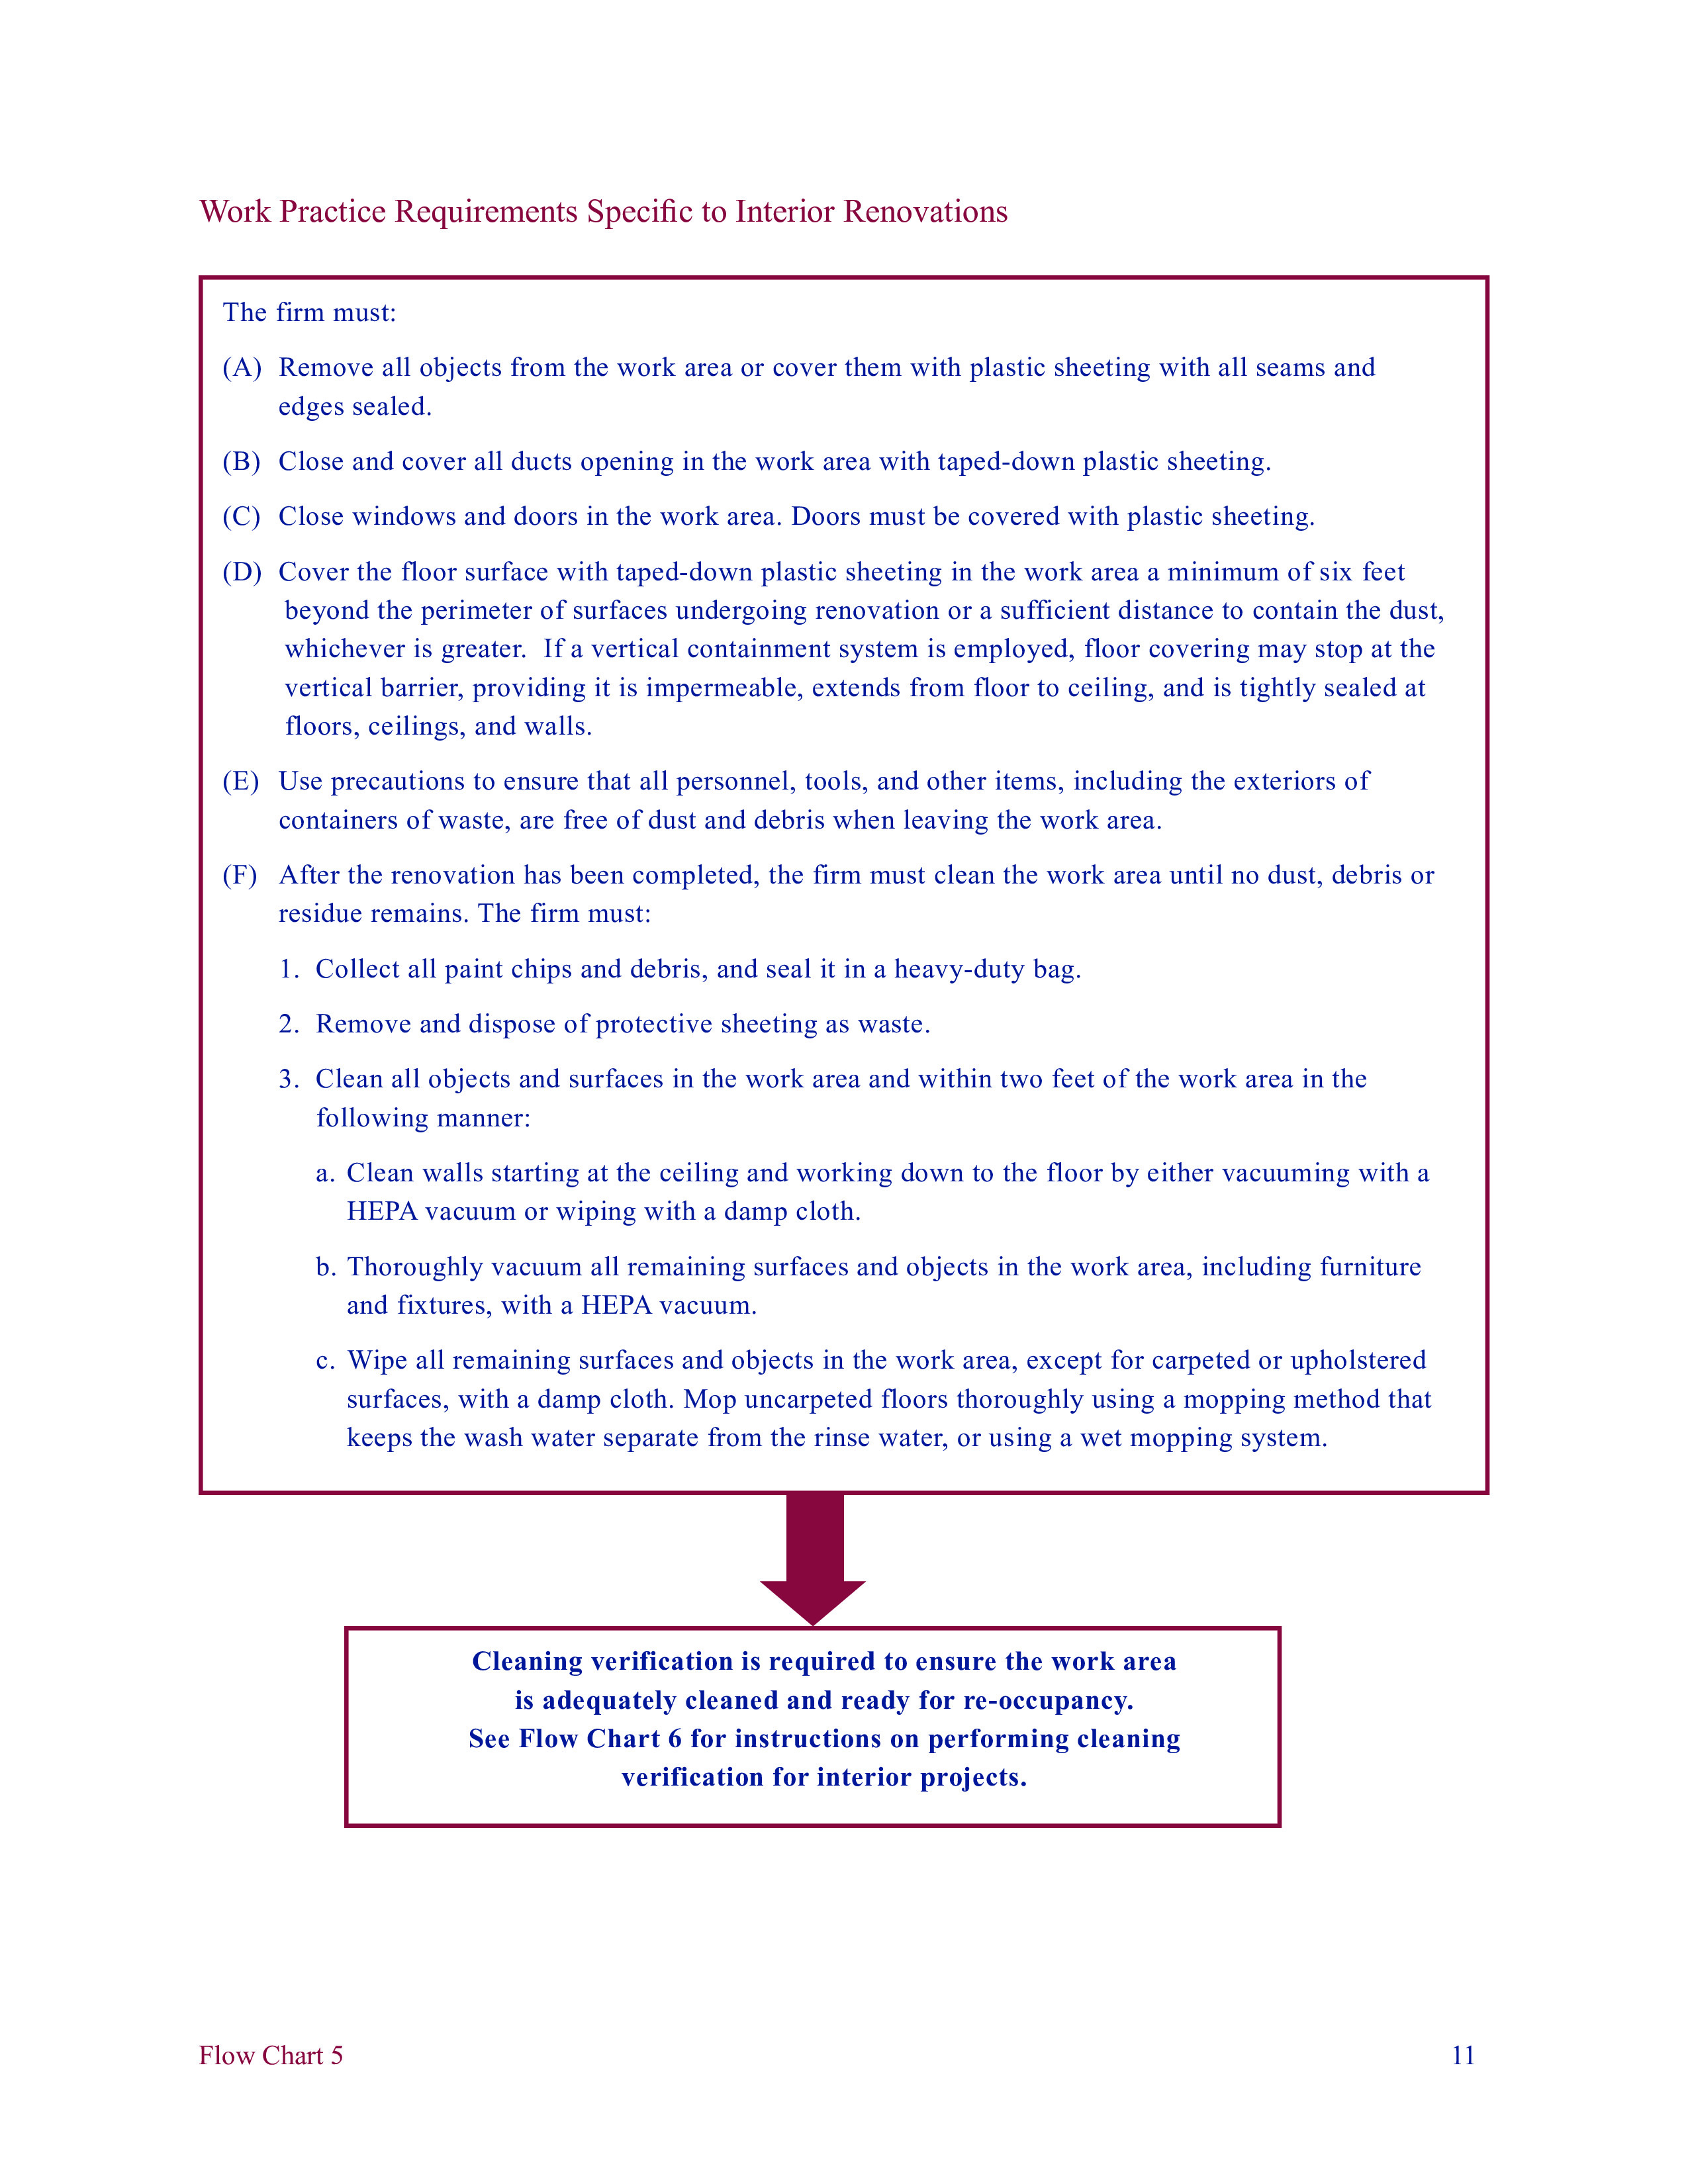 Work Practice Requirements Specific to Interior Renovations
The firm must:
(A) Remove all objects from the work area or cover them with plastic sheeting with all seams and
edges sealed.
(B) Close and cover all ducts opening in the work area with taped-down plastic sheeting.
(C) Close windows and doors in the work area. Doors must be covered with plastic sheeting.
(D) Cover the floor surface with taped-down plastic sheeting in the work area a minimum of six feet
beyond the perimeter of surfaces undergoing renovation or a sufficient distance to contain the dust,
whichever is greater. If a vertical containment system is employed, floor covering may stop at the
vertical barrier, providing it is impermeable, extends from floor to ceiling, and is tightly sealed at
floors, ceilings, and walls.
(E) Use precautions to ensure that all personnel, tools, and other items, including the exteriors of
containers of waste, are free of dust and debris when leaving the work area.
(F) After the renovation has been completed, the firm must clean the work area until no dust, debris or
residue remains. The firm must:
1. Collect all paint chips and debris, and seal it in a heavy-duty bag.
2. Remove and dispose of protective sheeting as waste.
3. Clean all objects and surfaces in the work area and within two feet of the work area in the
following manner:
a. Clean walls starting at the ceiling and working down to the floor by either vacuuming with a
HEPA vacuum or wiping with a damp cloth.
b. Thoroughly vacuum all remaining surfaces and objects in the work area, including furniture
and fixtures, with a HEPA vacuum.
c. Wipe all remaining surfaces and objects in the work area, except for carpeted or upholstered
surfaces, with a damp cloth. Mop uncarpeted floors thoroughly using a mopping method that
keeps the wash water separate from the rinse water, or using a wet mopping system.
Cleaning verification is required to ensure the work area
is adequately cleaned and ready for re-occupancy.
See Flow Chart 6 for instructions on performing cleaning
verification for interior projects.
Flow Chart 5
11